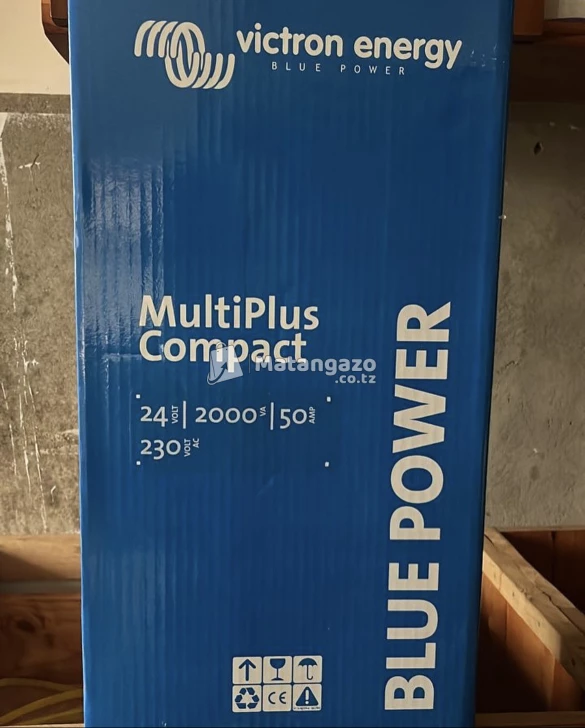 victron energy
BLUE POWER
MultiPlus
Compact
Matangazo
.co.tz
24 VOLT | 2000 VA | 50 AMP
230 VOLT AC
BLUE POWER
CE